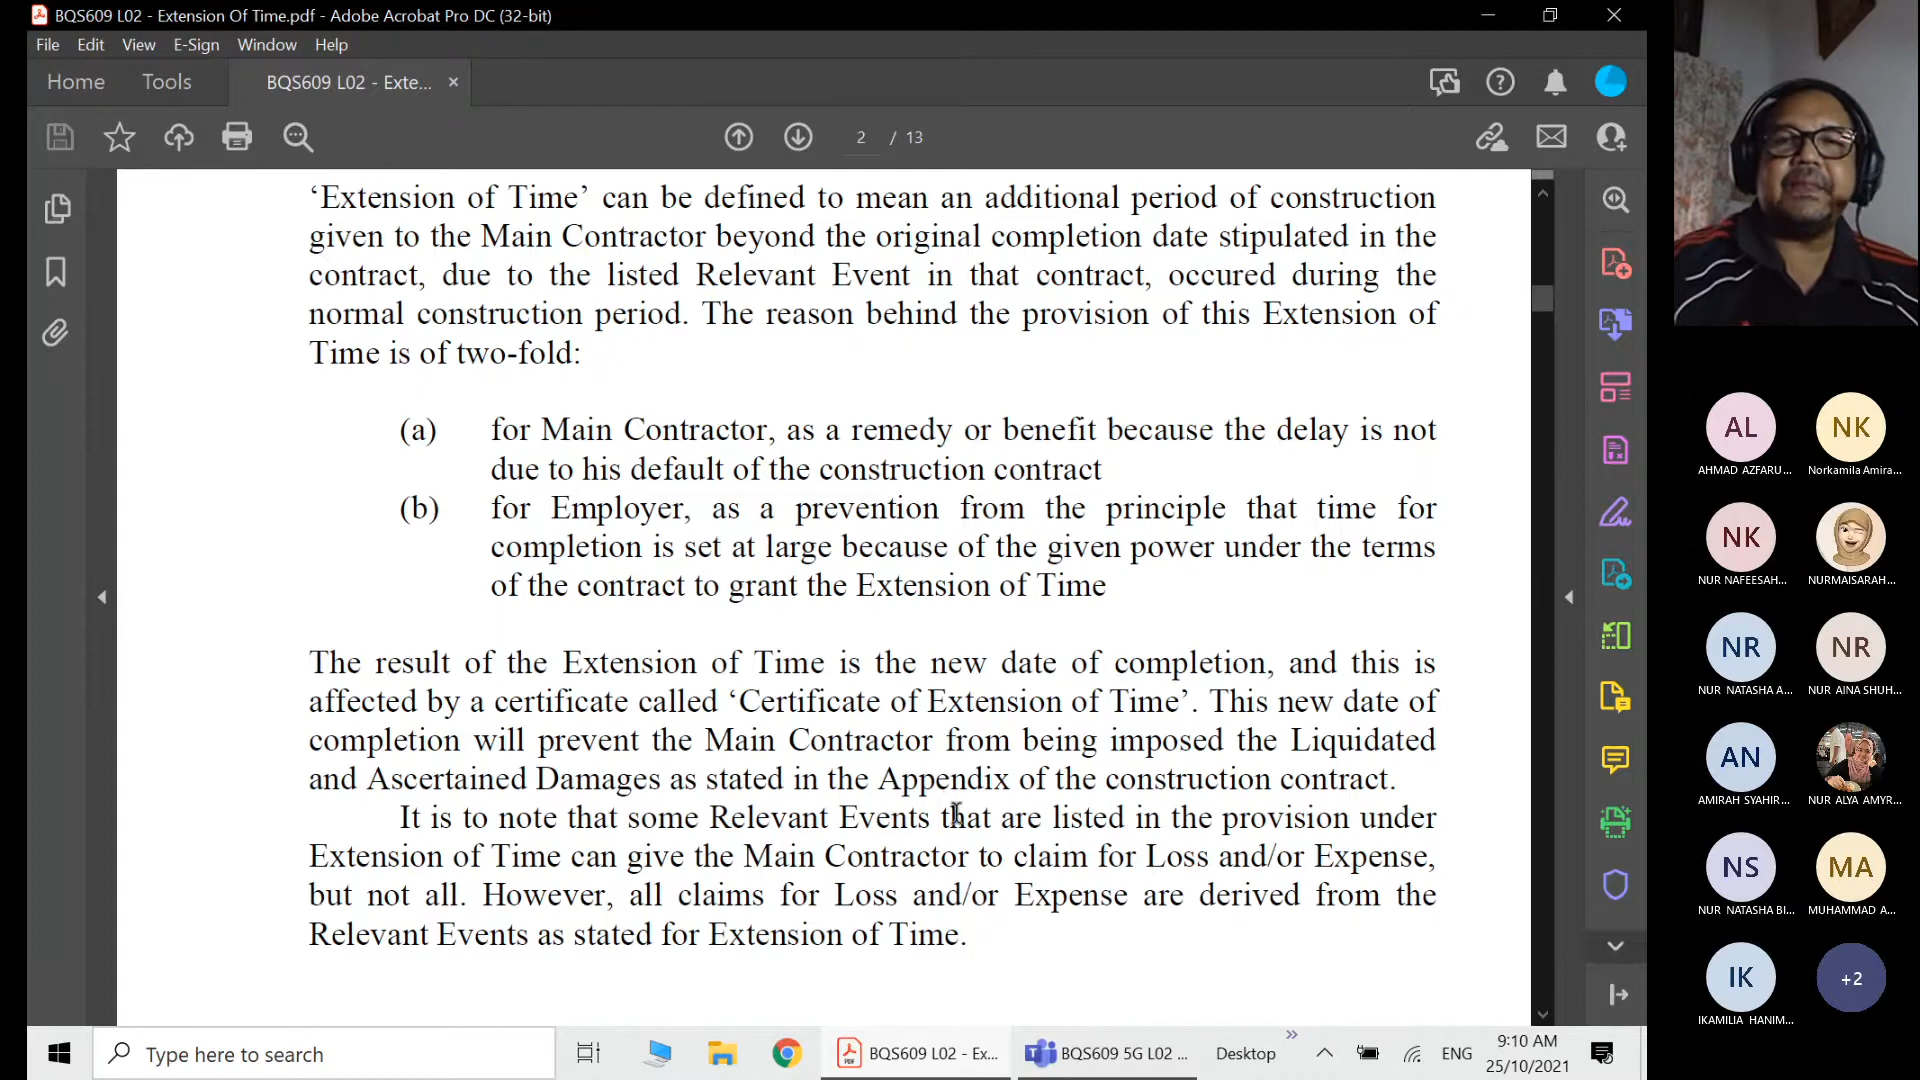 BQS609 L02 - Extension Of Time.pdf - Adobe Acrobat Pro DC (32-bit)
File Edit View E-Sign Window Help
Home Tools BQS609 L02 - Exte... ×
2 / 13
‘Extension of Time’ can be defined to mean an additional period of construction
given to the Main Contractor beyond the original completion date stipulated in the
contract, due to the listed Relevant Event in that contract, occured during the
normal construction period. The reason behind the provision of this Extension of
Time is of two-fold:
(a) for Main Contractor, as a remedy or benefit because the delay is not
due to his default of the construction contract
(b) for Employer, as a prevention from the principle that time for
completion is set at large because of the given power under the terms
of the contract to grant the Extension of Time
The result of the Extension of Time is the new date of completion, and this is
affected by a certificate called ‘Certificate of Extension of Time’. This new date of
completion will prevent the Main Contractor from being imposed the Liquidated
and Ascertained Damages as stated in the Appendix of the construction contract.
It is to note that some Relevant Events that are listed in the provision under
Extension of Time can give the Main Contractor to claim for Loss and/or Expense,
but not all. However, all claims for Loss and/or Expense are derived from the
Relevant Events as stated for Extension of Time.
AL NK
AHMAD AZFARU... Norkamila Amira...
NK
NUR NAFEESAH... NURMAISARAH...
NR NR
NUR NATASHA A... NUR AINA SHUH...
AN
AMIRAH SYAHIR... NUR ALYA AMYR...
NS MA
NUR NATASHA BI... MUHAMMAD A...
IK +2
IKAMILIA HANIM...
Type here to search
PDF
BQS609 L02 - Ex...
BQS609 5G L02 ...
Desktop
ENG
9:10 AM
25/10/2021